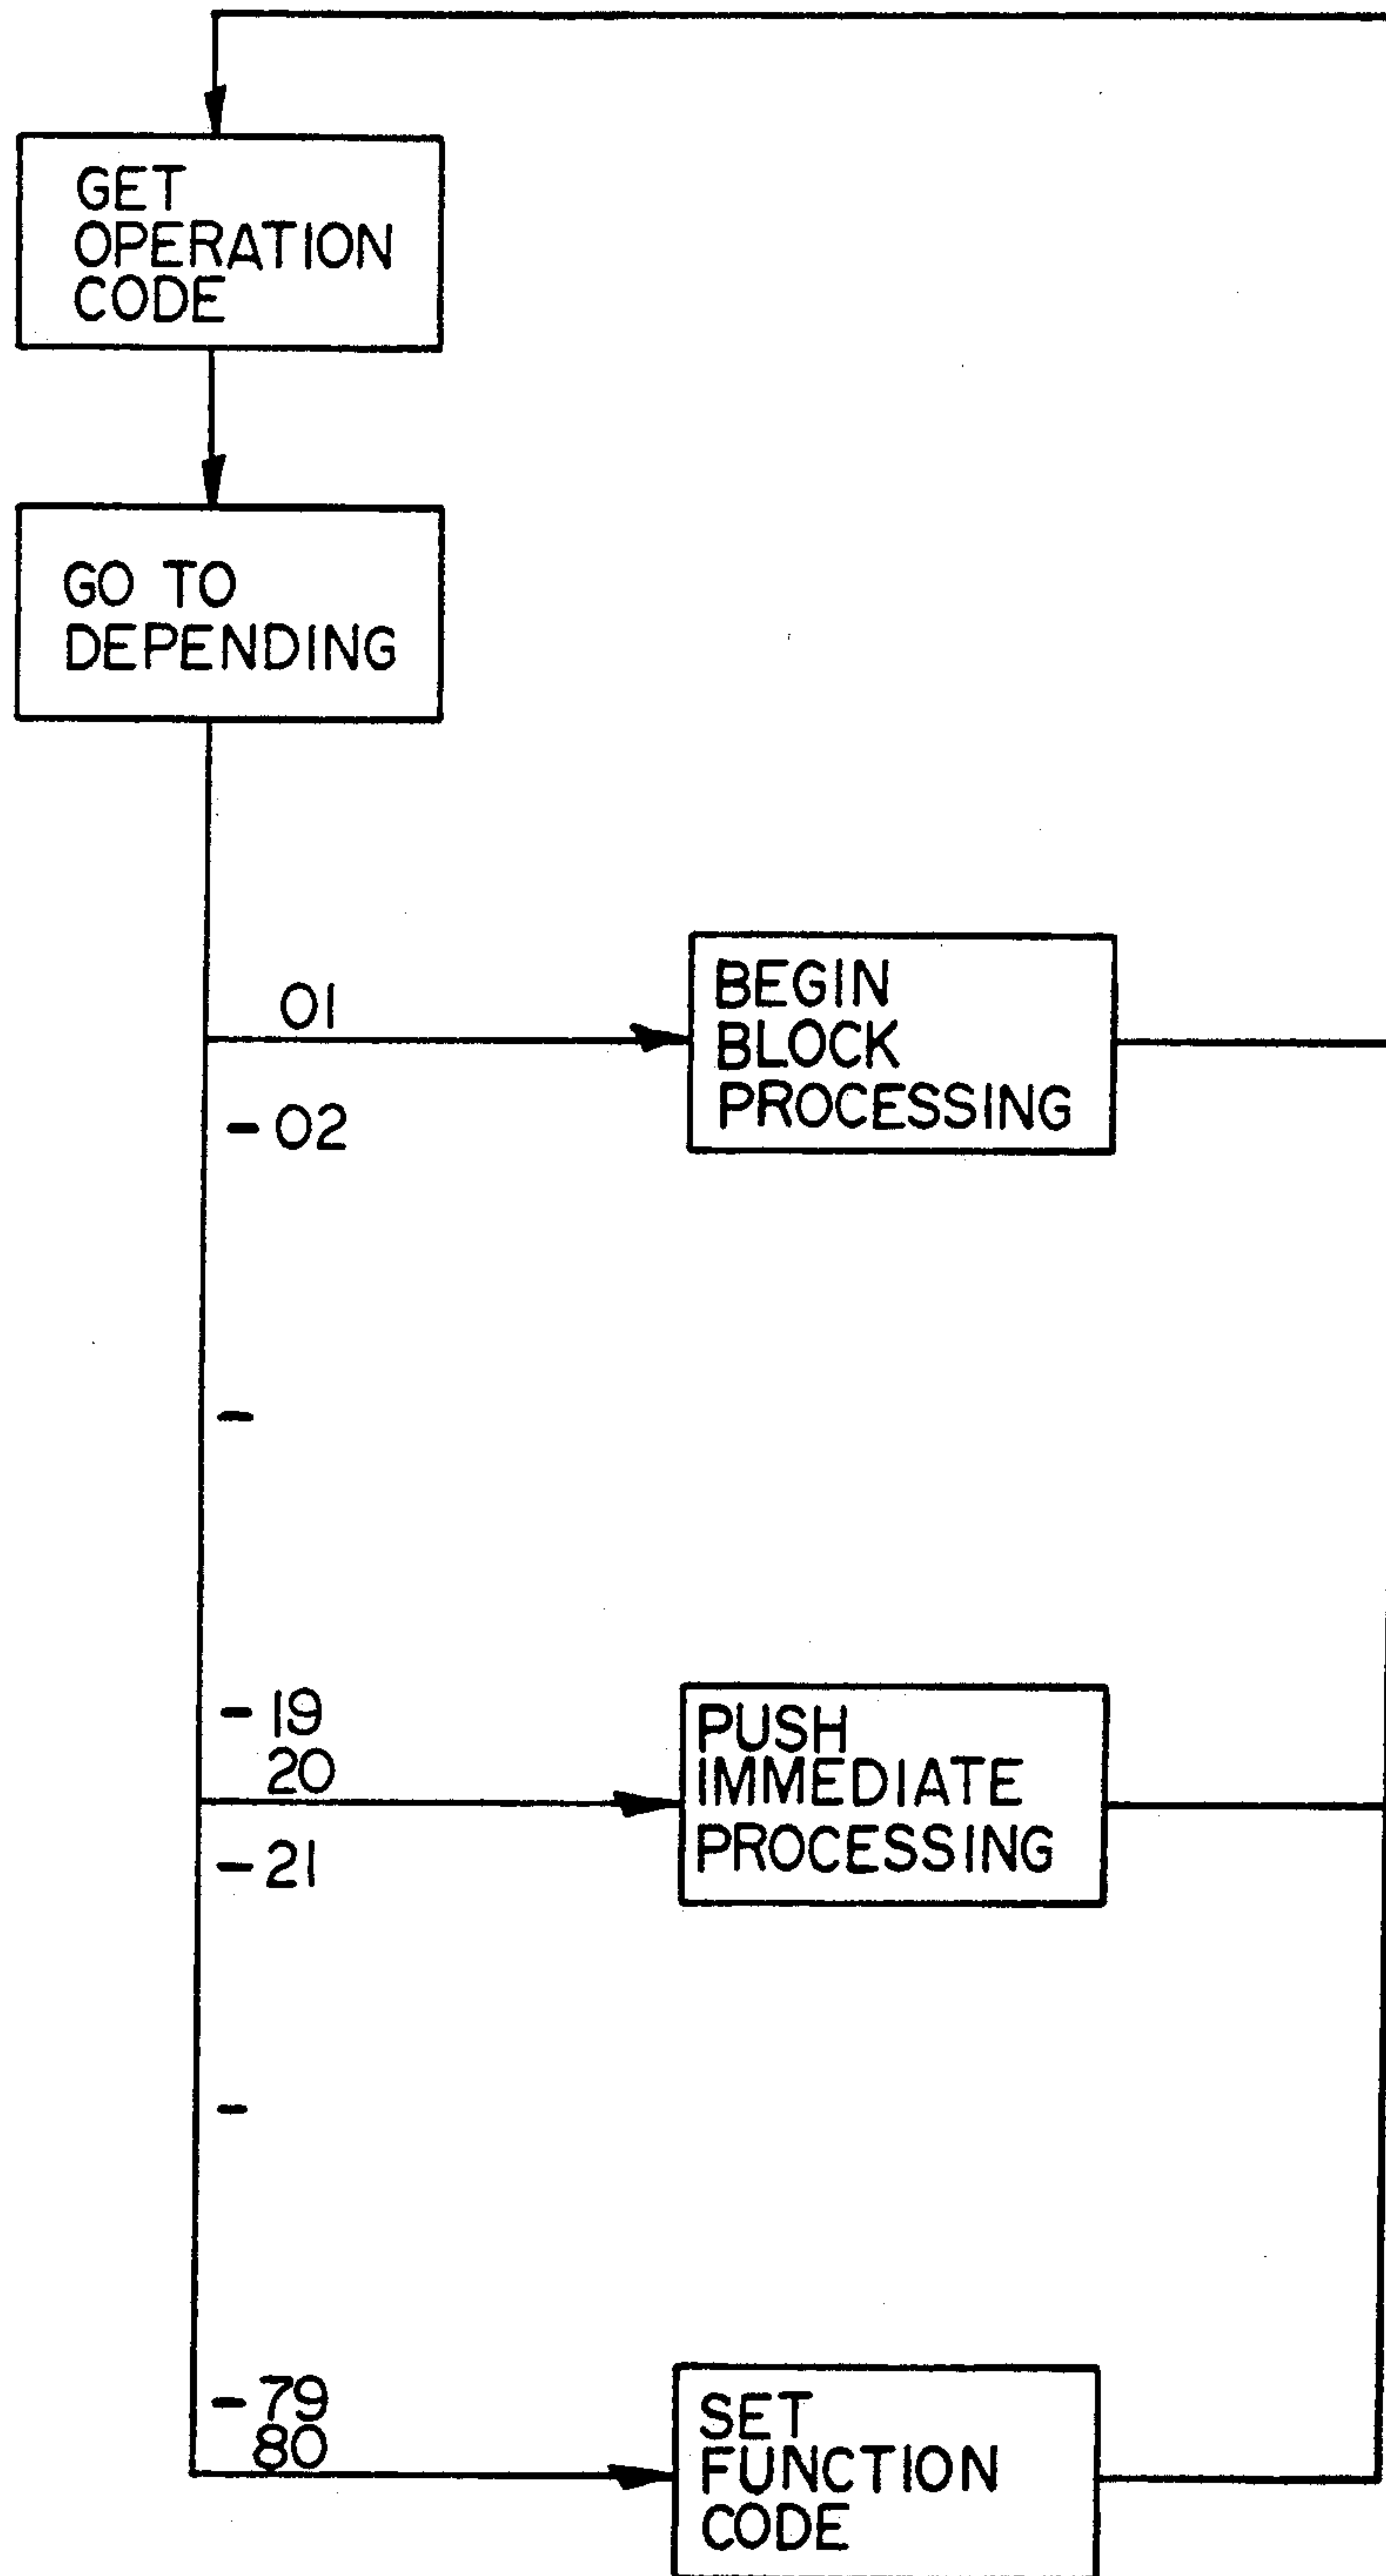 GET
OPERATION
CODE
GO TO
DEPENDING
01
BEGIN
BLOCK
PROCESSING
- 02
-
- 19
20
PUSH
IMMEDIATE
PROCESSING
- 21
-
- 79
80
SET
FUNCTION
CODE